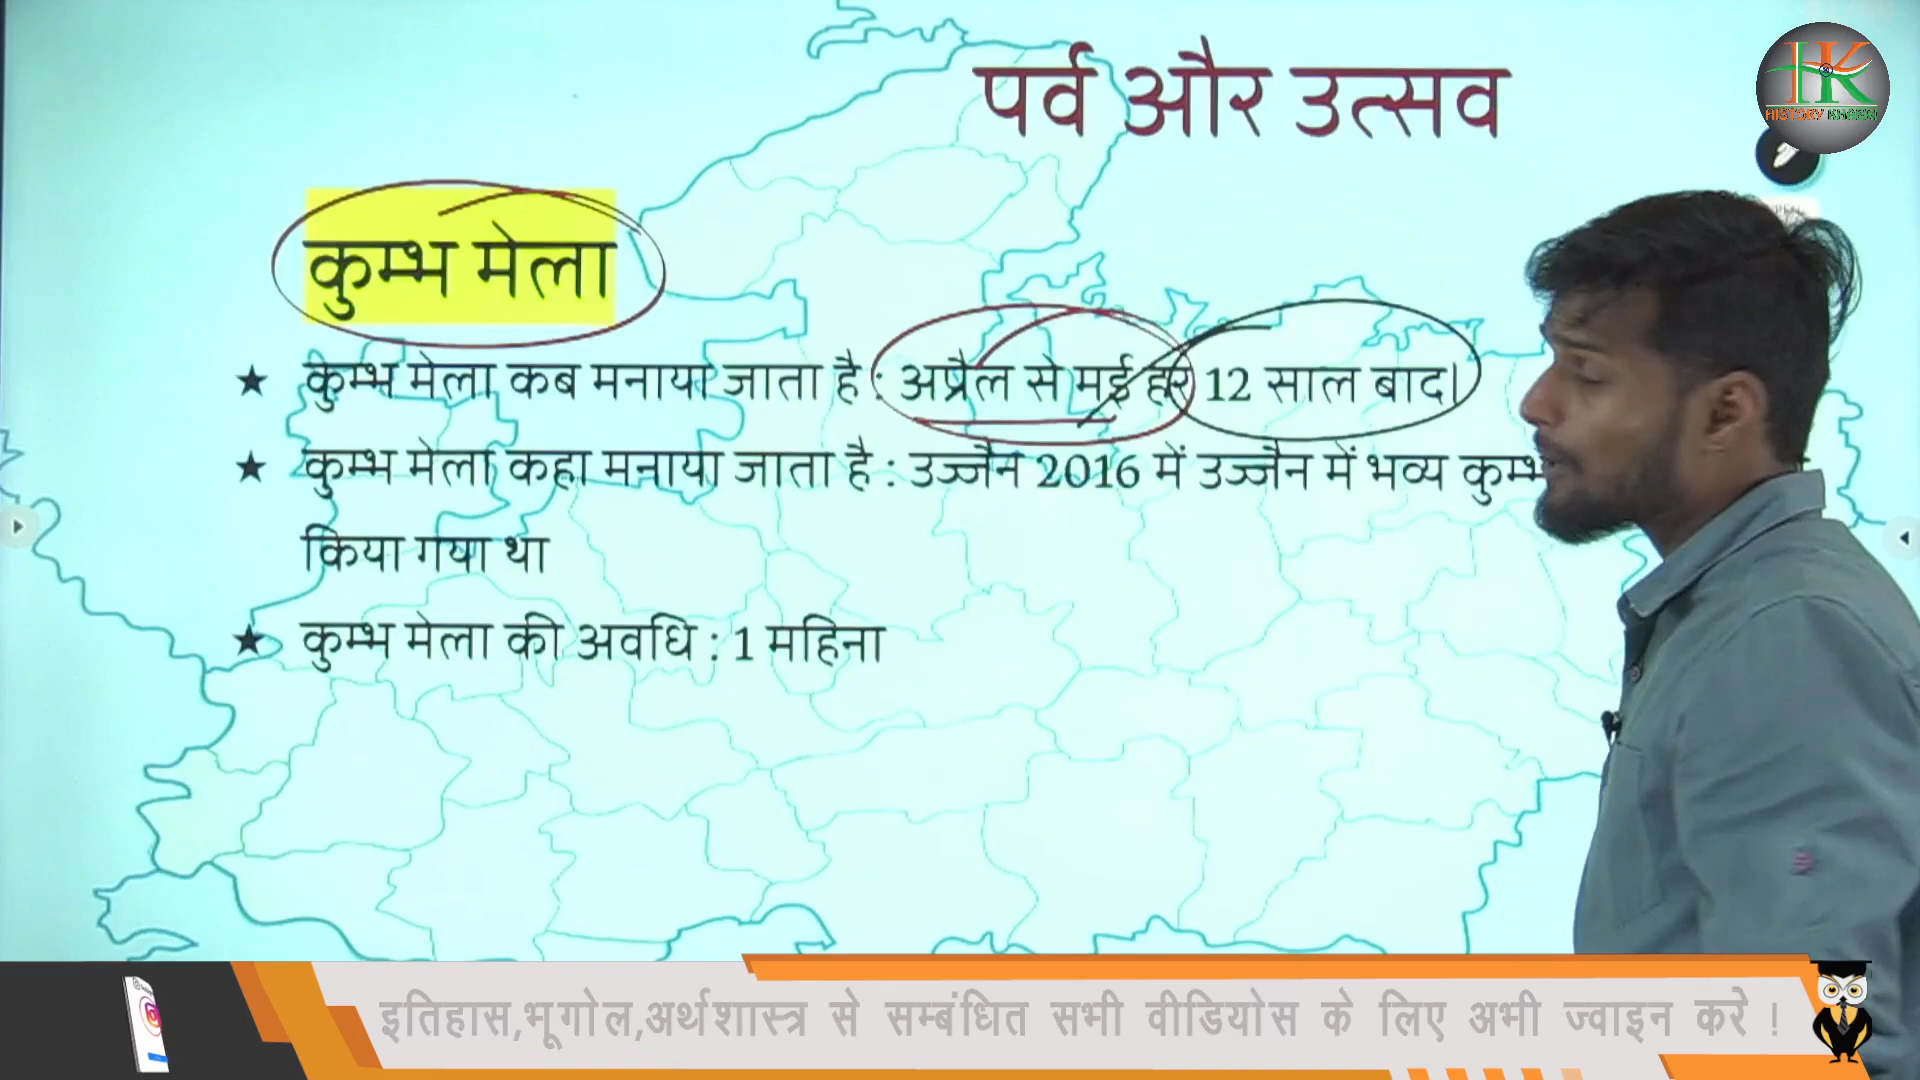 पर्व और उत्सव
HISTORY
कुम्भ मेला
★ कुम्भ मेला कब मनाया जाता है : अप्रैल से मई हर 12 साल बाद।
★ कुम्भ मेला कहा मनाया जाता है : उज्जैन 2016 में उज्जैन में भव्य कुम्भ
किया गया था
★ कुम्भ मेला की अवधि : 1 महिना
इतिहास,भूगोल,अर्थशास्त्र से सम्बंधित सभी वीडियोस के लिए अभी ज्वाइन करे !